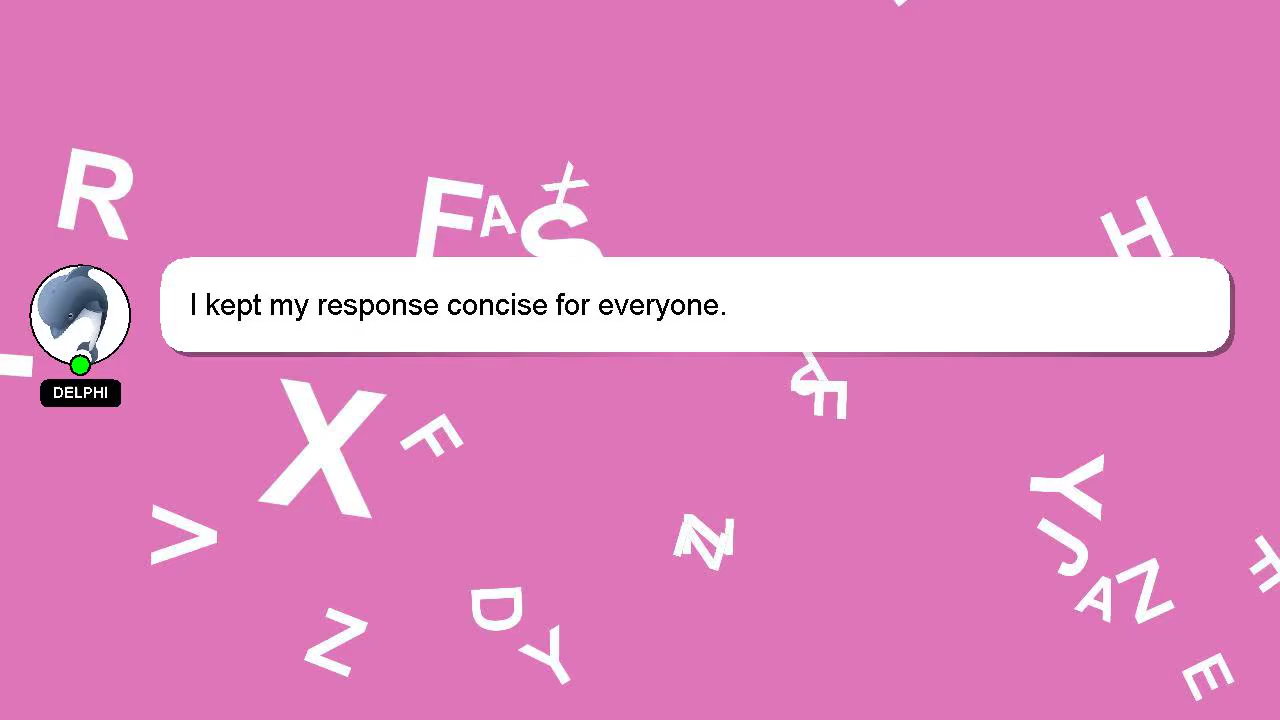 R
F
A
X
S
H
I kept my response concise for everyone.
DELPHI
X
F
F
Y
J
A
Z
F
V
N
Z
D
Y
Z
E